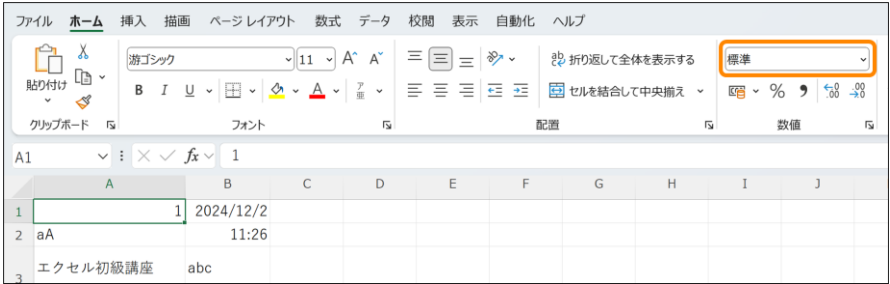 ファイル ホーム 挿入 描画 ページ レイアウト 数式 データ 校閲 表示 自動化 ヘルプ
貼り付け
游ゴシック 11 A A
B I U A ア亜
ab 折り返して全体を表示する
セルを結合して中央揃え
標準
% 9 .00 .00
クリップボード フォント 配置 数値
A1 fx 1
A B C D E F G H I J
1 1 2024/12/2
2 aA 11:26
3 エクセル初級講座 abc